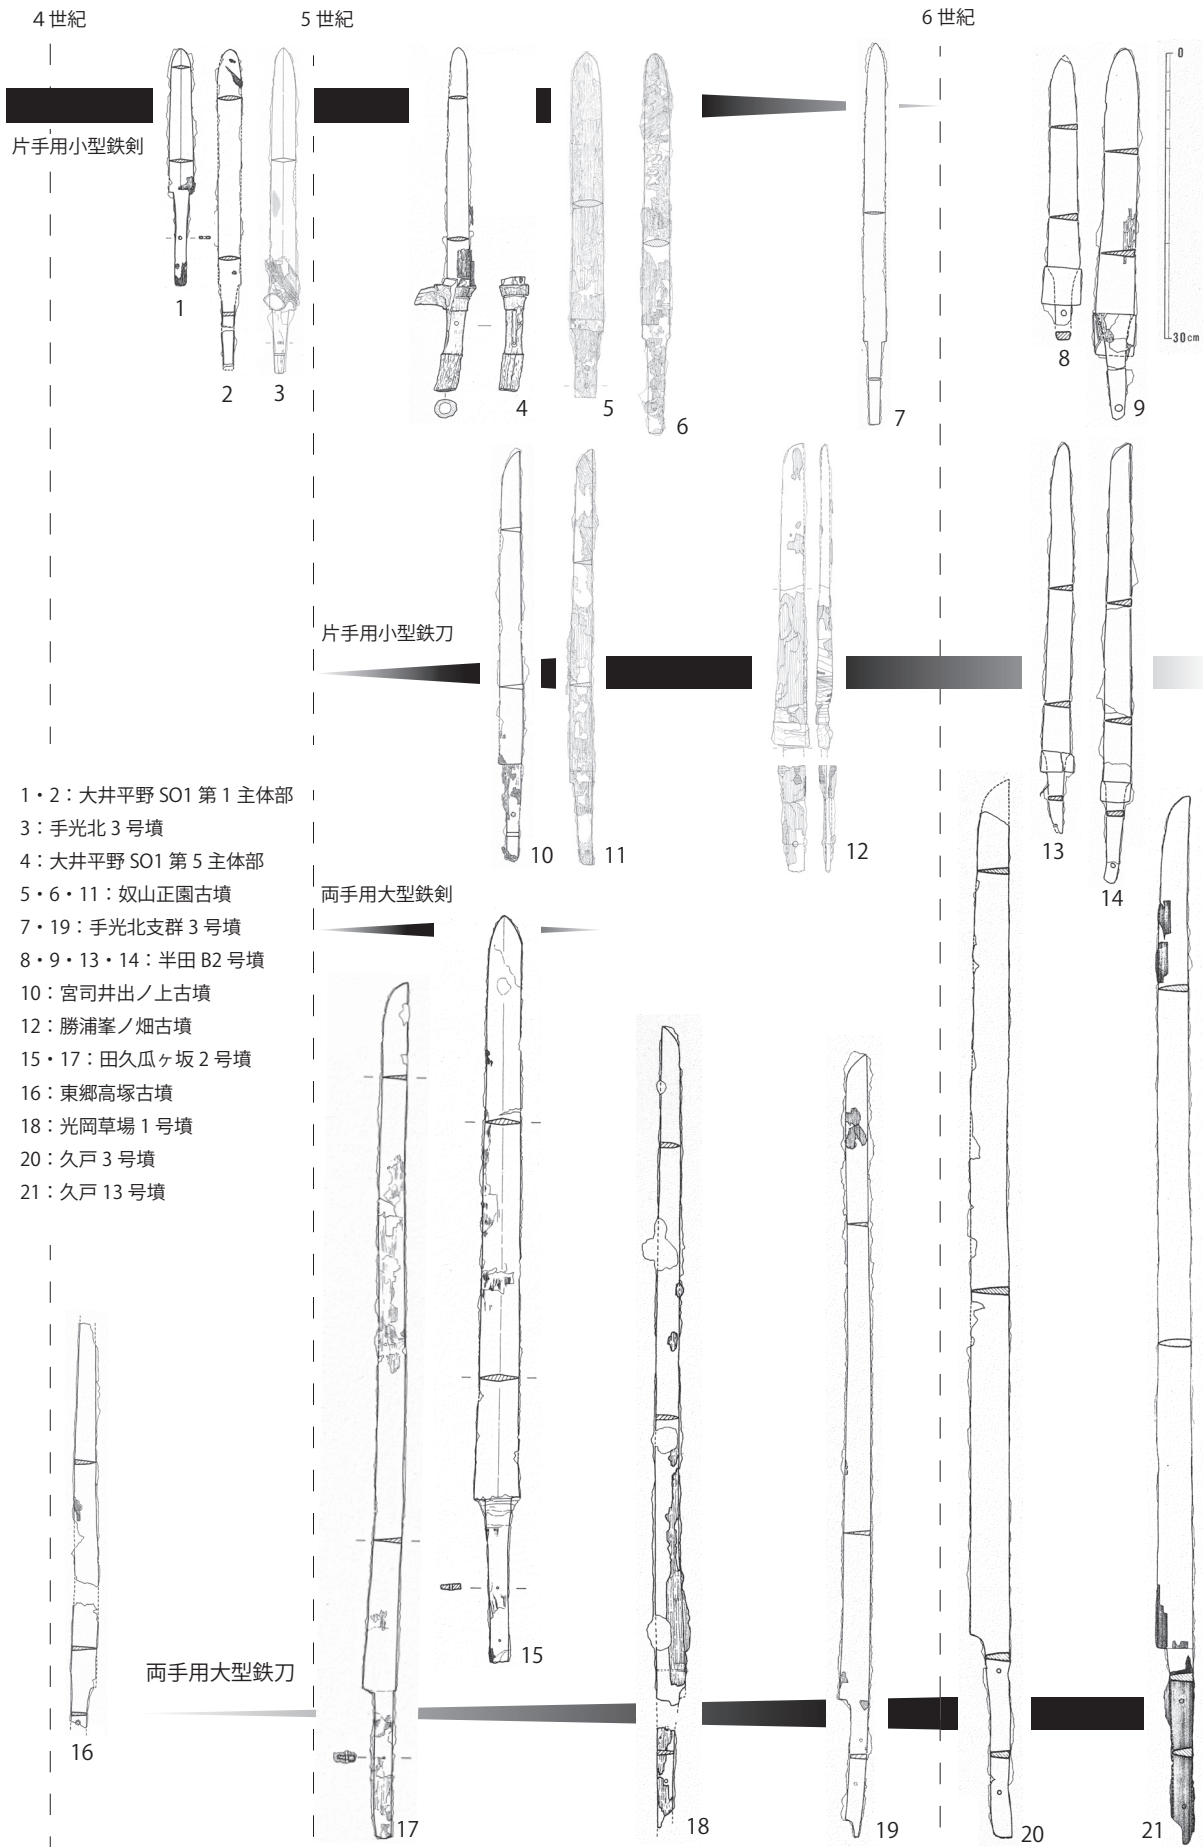 4世紀
5世紀
6世紀
0
30cm
片手用小型鉄剣
1
2
3
4
5
6
7
8
9
片手用小型鉄刀
10
11
12
13
14
1・2：大井平野 SO1 第 1 主体部
3：手光北 3 号墳
4：大井平野 SO1 第 5 主体部
5・6・11：奴山正園古墳
7・19：手光北支群 3 号墳
8・9・13・14：半田 B2 号墳
10：宮司井出ノ上古墳
12：勝浦峯ノ畑古墳
15・17：田久瓜ヶ坂 2 号墳
16：東郷高塚古墳
18：光岡草場 1 号墳
20：久戸 3 号墳
21：久戸 13 号墳
両手用大型鉄剣
15
両手用大型鉄刀
16
17
18
19
20
21